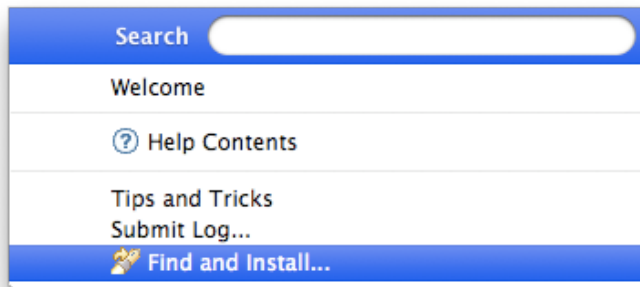 Search
Welcome
Help Contents
Tips and Tricks
Submit Log...
Find and Install...